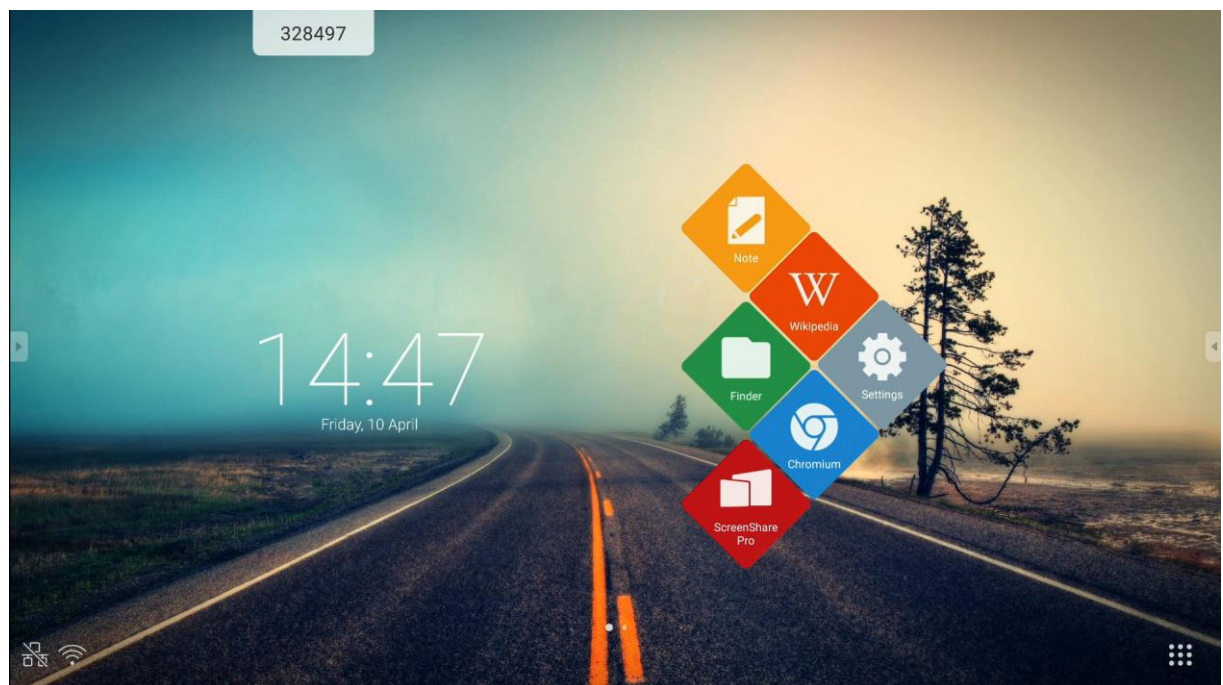 328497
14:47
Friday, 10 April
Note
W
Wikipedia
Finder
Settings
Chromium
ScreenShare
Pro